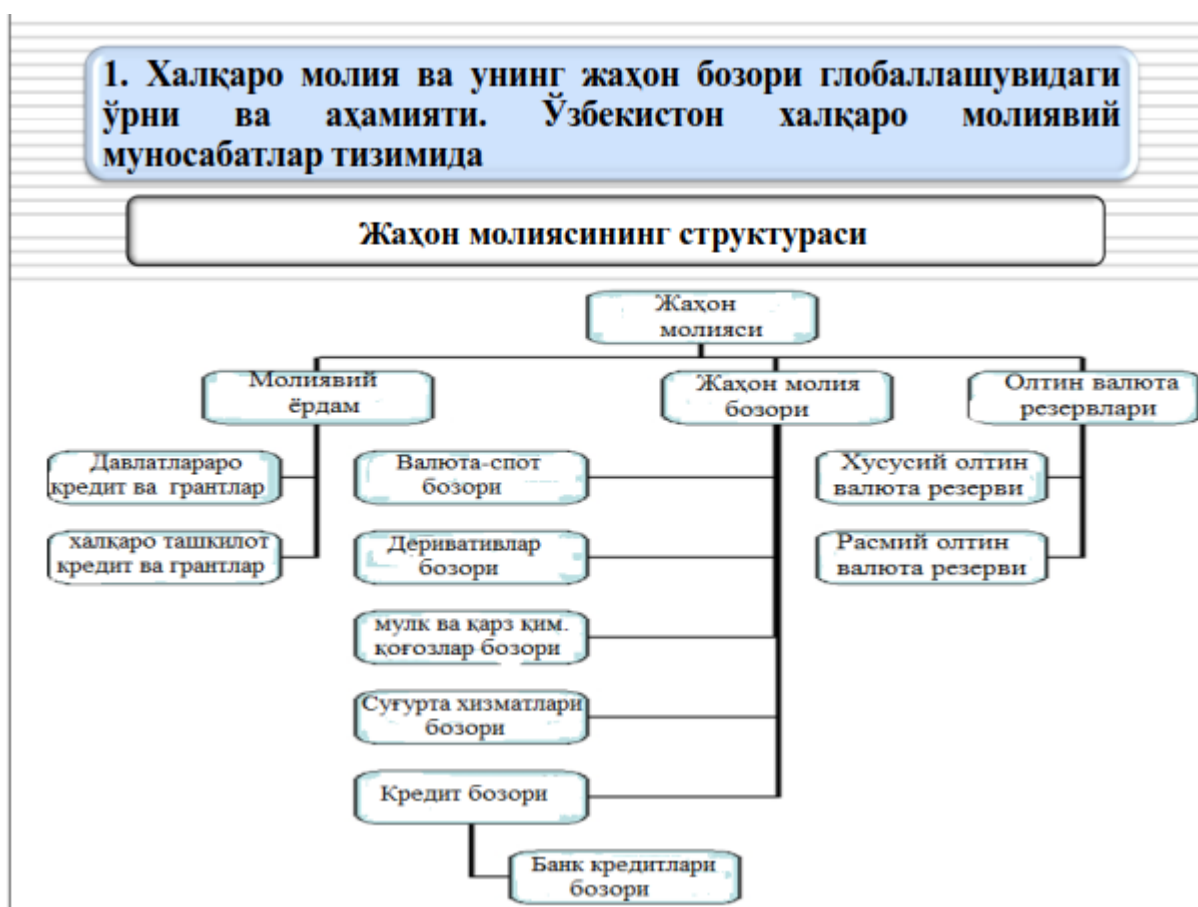 1. Халқаро молия ва унинг жаҳон бозори глобаллашувидаги
ўрни ва аҳамияти. Ўзбекистон халқаро молиявий
муносабатлар тизимида
Жаҳон молиясининг структураси
Жаҳон
молияси
Молиявий
ёрдам
Жаҳон молия
бозори
Олтин валюта
резервлари
Давлатлараро
кредит ва грантлар
Валюта-спот
бозори
Хусусий олтин
валюта резерви
халқаро ташкилот
кредит ва грантлар
Деривативлар
бозори
Расмий олтин
валюта резерви
мулк ва қарз қим.
қоғозлар бозори
Суғурта хизматлари
бозори
Кредит бозори
Банк кредитлари
бозори